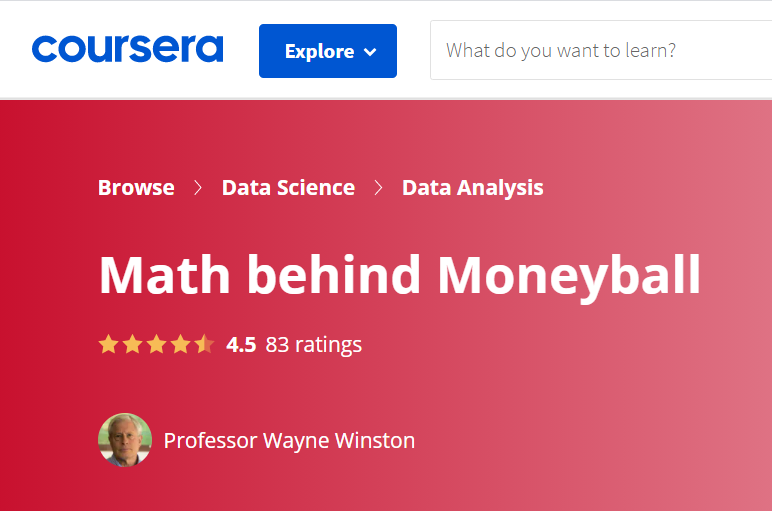 coursera Explore What do you want to learn?
Browse Data Science Data Analysis
Math behind Moneyball
4.5 83 ratings
Professor Wayne Winston